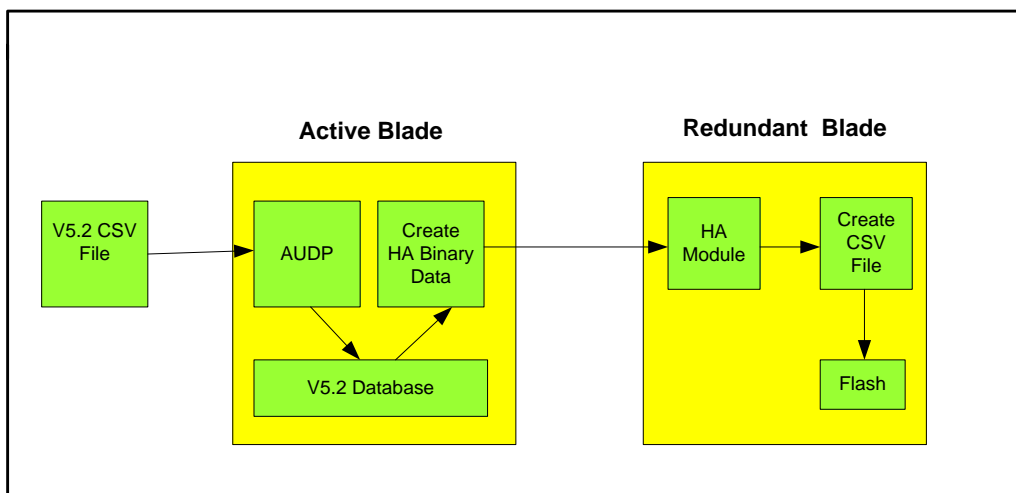 Active Blade
Redundant Blade
V5.2 CSV
File
AUDP
Create
HA Binary
Data
HA
Module
Create
CSV
File
V5.2 Database
Flash